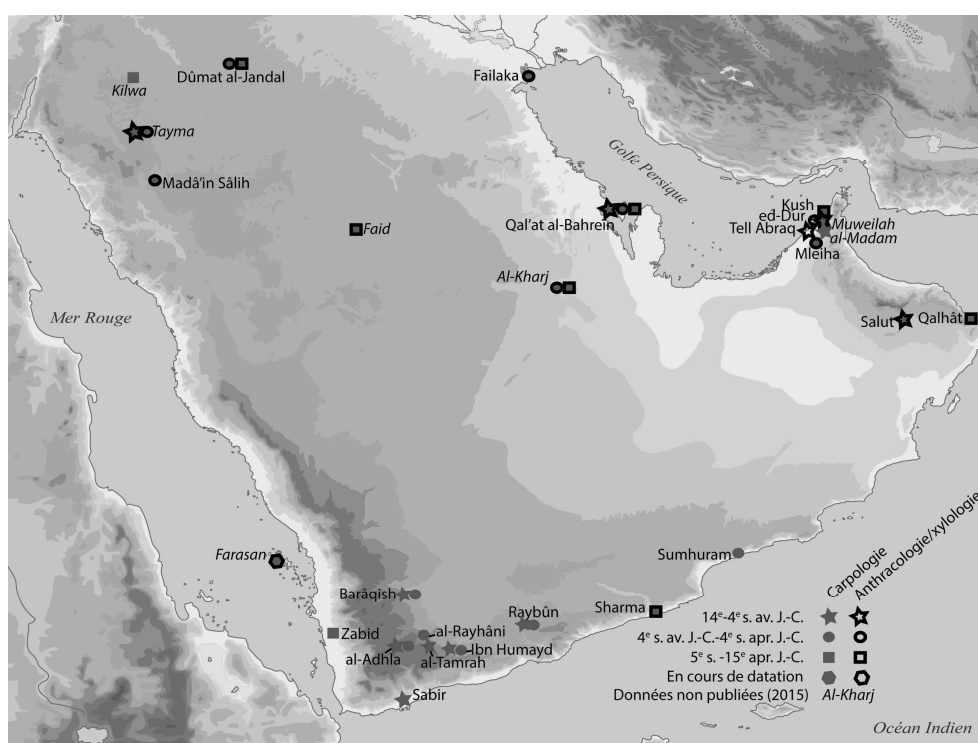 Dûmat al-Jandal
Kilwa
Failaka
Tayma
Golfe Persique
Madâ'in Sâlih
Qal'at al-Bahrein
Kush
ed-Dur
Muweilah
Tell Abraq
al-Madam
Mleiha
Faid
Al-Kharj
Mer Rouge
Salut
Qalhât
Farasan
Sumhuram
Barâqish
Raybûn
Sharma
Zabid
al-Rayhâni
al-Adhla
al-Tamrah
Ibn Humayd
Sabir
Carpologie
Anthracologie/xylologie
14e-4e s. av. J.-C.
4e s. av. J.-C.-4e s. apr. J.-C.
5e s. -15e apr. J.-C.
En cours de datation
Données non publiées (2015) Al-Kharj
Océan Indien